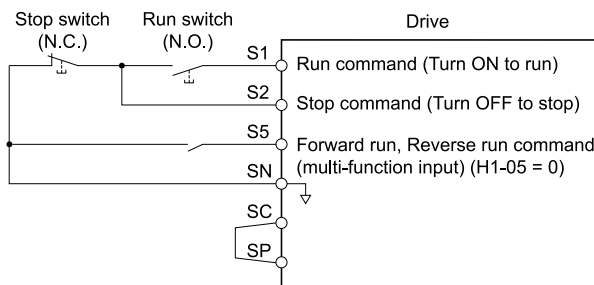 Stop switch
(N.C.)
Run switch
(N.O.)
Drive
S1
Run command (Turn ON to run)
S2
Stop command (Turn OFF to stop)
S5
Forward run, Reverse run command
(multi-function input) (H1-05 = 0)
SN
SC
SP